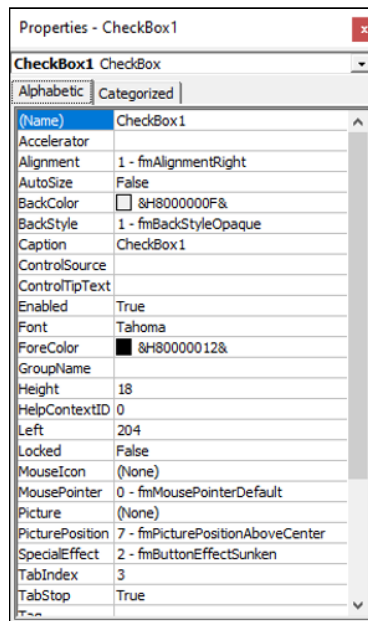 Properties - CheckBox1
x
CheckBox1 CheckBox
Alphabetic Categorized
(Name) CheckBox1
Accelerator
Alignment 1 - fmAlignmentRight
AutoSize False
BackColor &H8000000F&
BackStyle 1 - fmBackStyleOpaque
Caption CheckBox1
ControlSource
ControlTipText
Enabled True
Font Tahoma
ForeColor &H80000012&
GroupName
Height 18
HelpContextID 0
Left 204
Locked False
MouseIcon (None)
MousePointer 0 - fmMousePointerDefault
Picture (None)
PicturePosition 7 - fmPicturePositionAboveCenter
SpecialEffect 2 - fmButtonEffectSunken
TabIndex 3
TabStop True
Tag